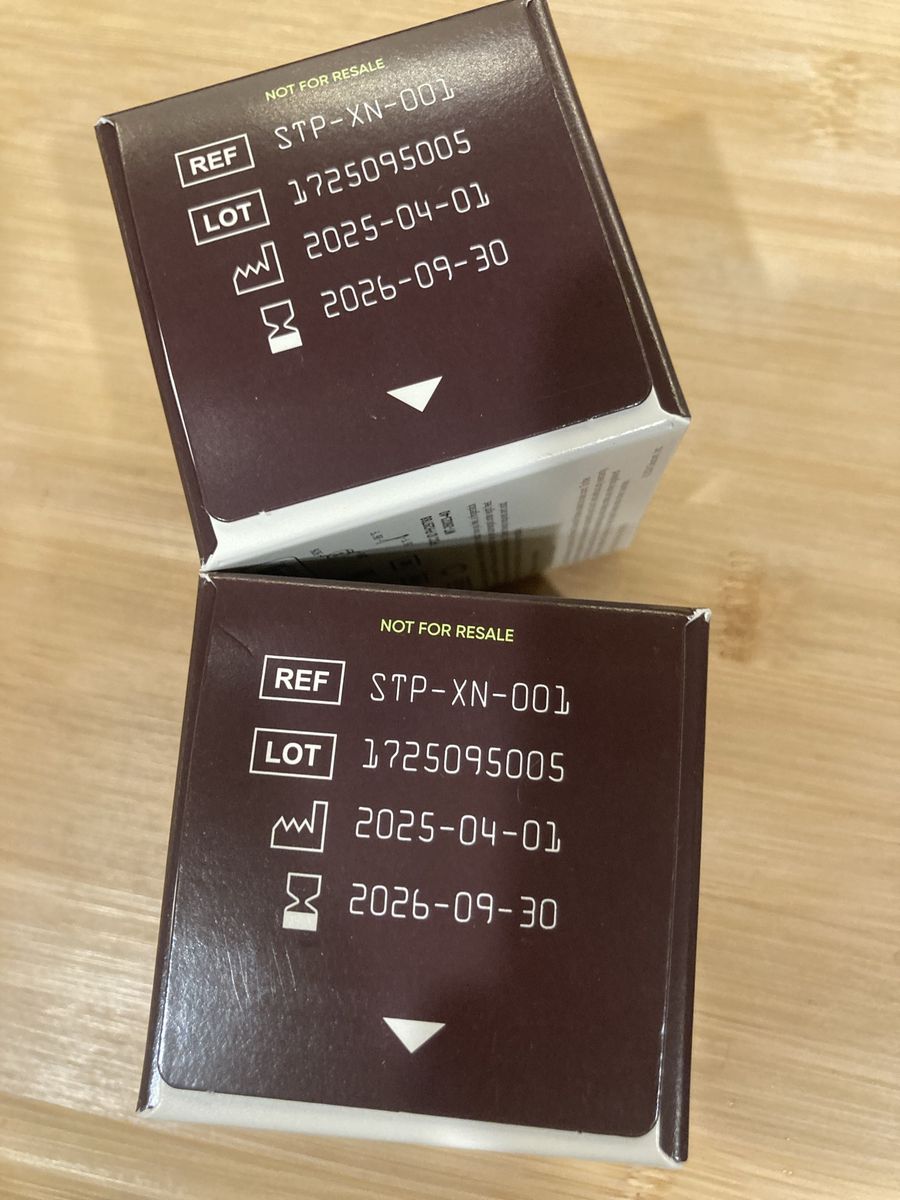 NOT FOR RESALE
REF STP-XN-001
LOT 1725095005
2025-04-01
2026-09-30
NOT FOR RESALE
REF STP-XN-001
LOT 1725095005
2025-04-01
2026-09-30